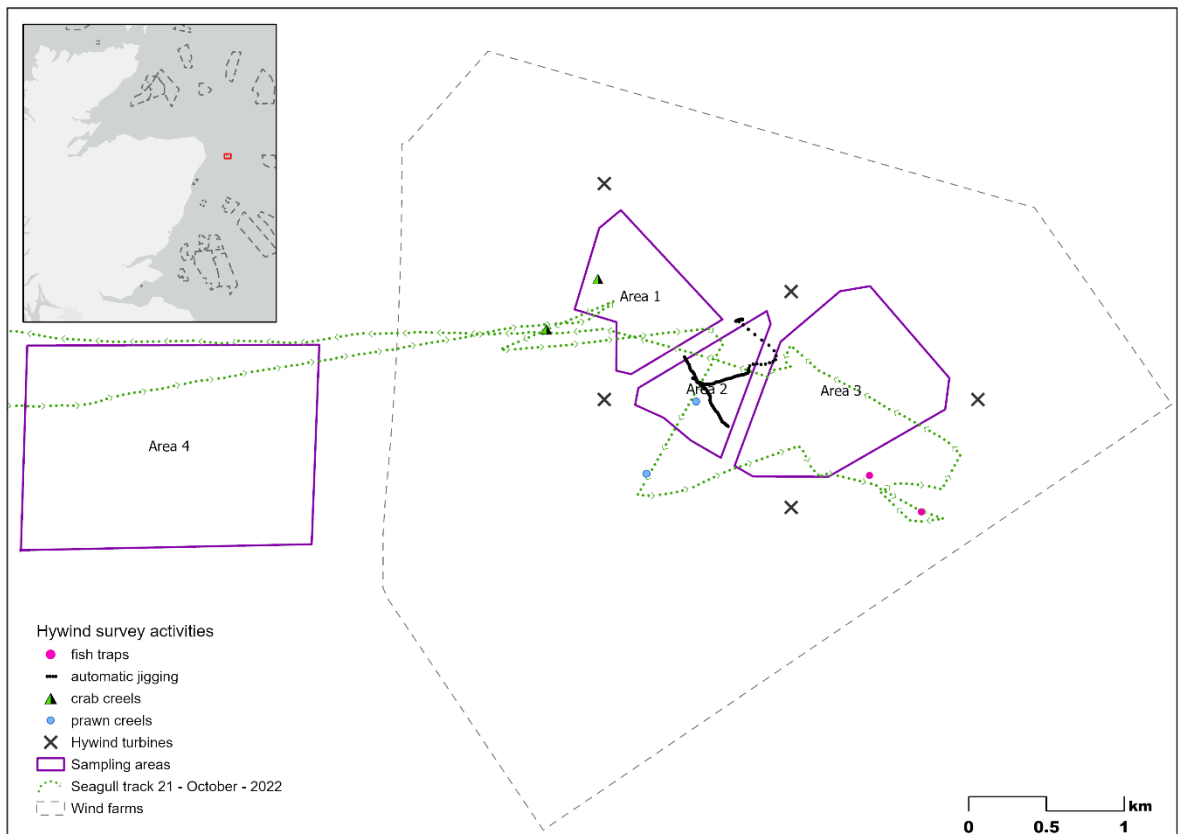 Area 1
Area 2
Area 3
Area 4
Hywind survey activities
fish traps
automatic jigging
crab creels
prawn creels
Hywind turbines
Sampling areas
Seagull track 21 - October - 2022
Wind farms
km
0 0.5 1